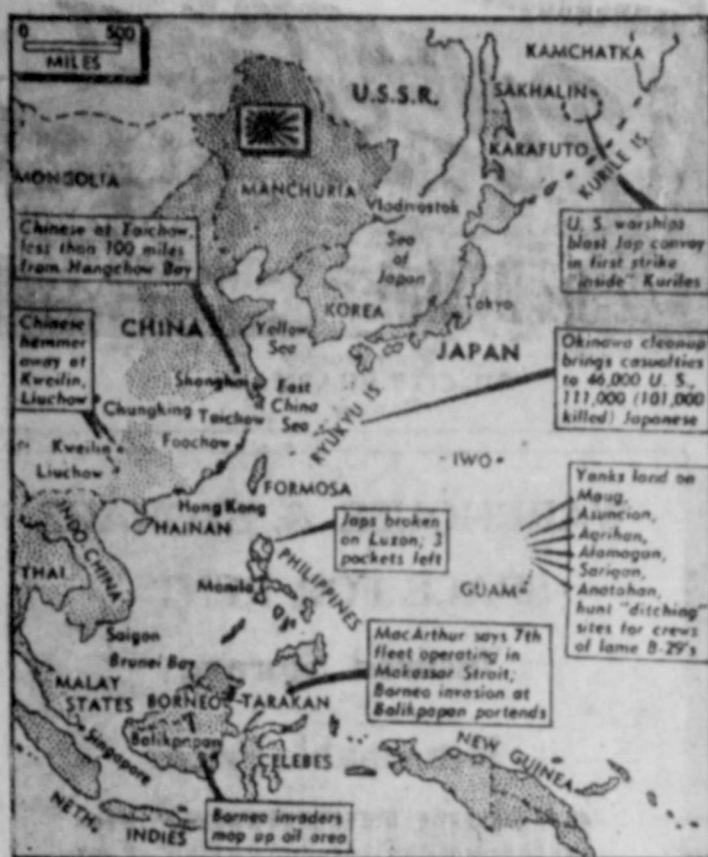 0 500
MILES
KAMCHATKA
U.S.S.R.
SAKHALIN
KARAFUTO
KURILE IS.
MONGOLIA
MANCHURIA
Vladnostok
Chinese at Taichow,
less than 100 miles
from Hangchow Bay
Sea
of
Japan
U. S. warships
blast Jap convoy
in first strike
"inside" Kuriles
KOREA
Tokyo
CHINA
Yellow
Sea
JAPAN
Chinese
hammer
away at
Kweilin,
Liuchow
Okinawa cleanup
brings casualties
to 46,000 U. S.,
111,000 (101,000
killed) Japanese
Shanghai
East
China
Sea
Chungking
Taichow
RYUKYU IS
Foochow
Kweilin
Liuchow
IWO
FORMOSA
Hong Kong
HAINAN
Yanks land on
Maug,
Asuncion,
Agrihan,
Alamagan,
Sarigan,
Anatahan,
hunt "ditching"
sites for crews
of lame B-29's
Japs broken
on Luzon; 3
pockets left
INDO CHINA
THAI
PHILIPPINES
Manila
GUAM
Saigon
Brunei Bay
MacArthur says 7th
fleet operating in
Makassar Strait;
Borneo invasion at
Balikpapan portends
MALAY
STATES
BORNEO
TARAKAN
Singapore
Balikpapan
CELEBES
NEW GUINEA
NETH.
INDIES
Borneo invaders
mop up oil area